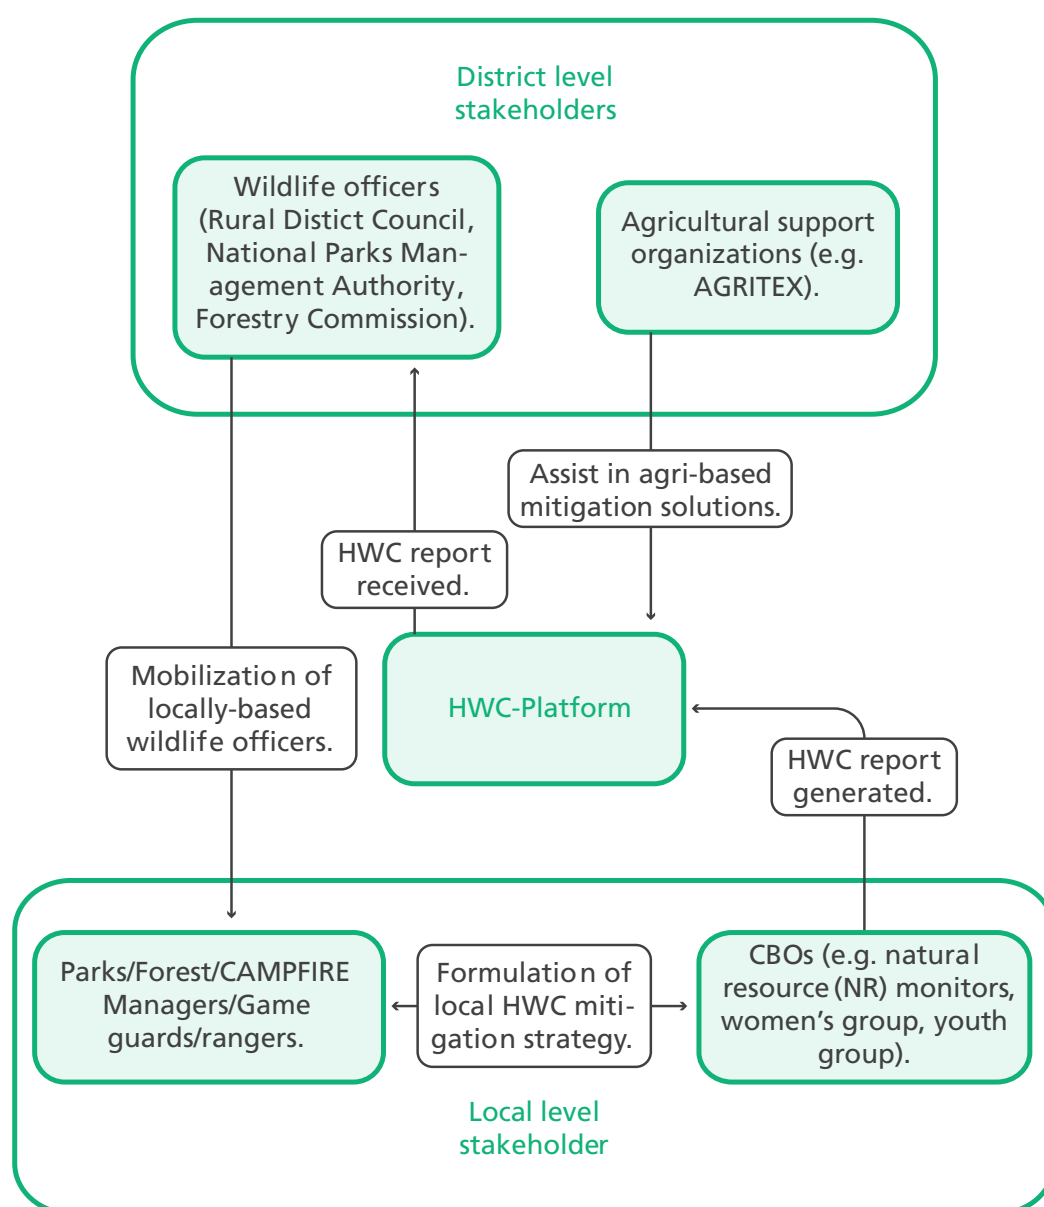 District level
stakeholders
Wildlife officers
(Rural Distict Council,
National Parks Man-
agement Authority,
Forestry Commission).
Agricultural support
organizations (e.g.
AGRITEX).
Assist in agri-based
mitigation solutions.
HWC report
received.
Mobilization of
locally-based
wildlife officers.
HWC-Platform
HWC report
generated.
Parks/Forest/CAMPFIRE
Managers/Game
guards/rangers.
Formulation of
local HWC miti-
gation strategy.
CBOs (e.g. natural
resource (NR) monitors,
women’s group, youth
group).
Local level
stakeholder